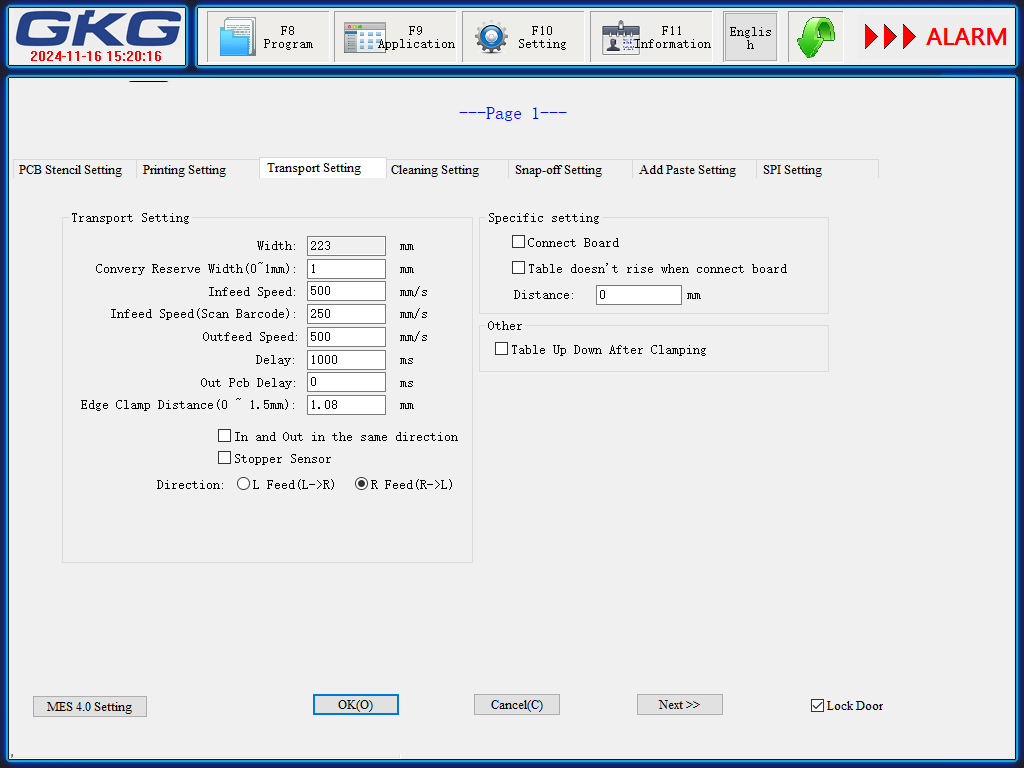 GKG
2024-11-16 15:20:16
F8
Program
F9
Application
F10
Setting
F11
Information
Englis
h
ALARM
---Page 1---
PCB Stencil Setting
Printing Setting
Transport Setting
Cleaning Setting
Snap-off Setting
Add Paste Setting
SPI Setting
Transport Setting
Width: 223 mm
Convery Reserve Width(0~1mm): 1 mm
Infeed Speed: 500 mm/s
Infeed Speed(Scan Barcode): 250 mm/s
Outfeed Speed: 500 mm/s
Delay: 1000 ms
Out Pcb Delay: 0 ms
Edge Clamp Distance(0 ~ 1.5mm): 1.08 mm
In and Out in the same direction
Stopper Sensor
Direction: L Feed(L->R) R Feed(R->L)
Specific setting
Connect Board
Table doesn't rise when connect board
Distance: 0 mm
Other
Table Up Down After Clamping
MES 4.0 Setting
OK(O)
Cancel(C)
Next >>
Lock Door